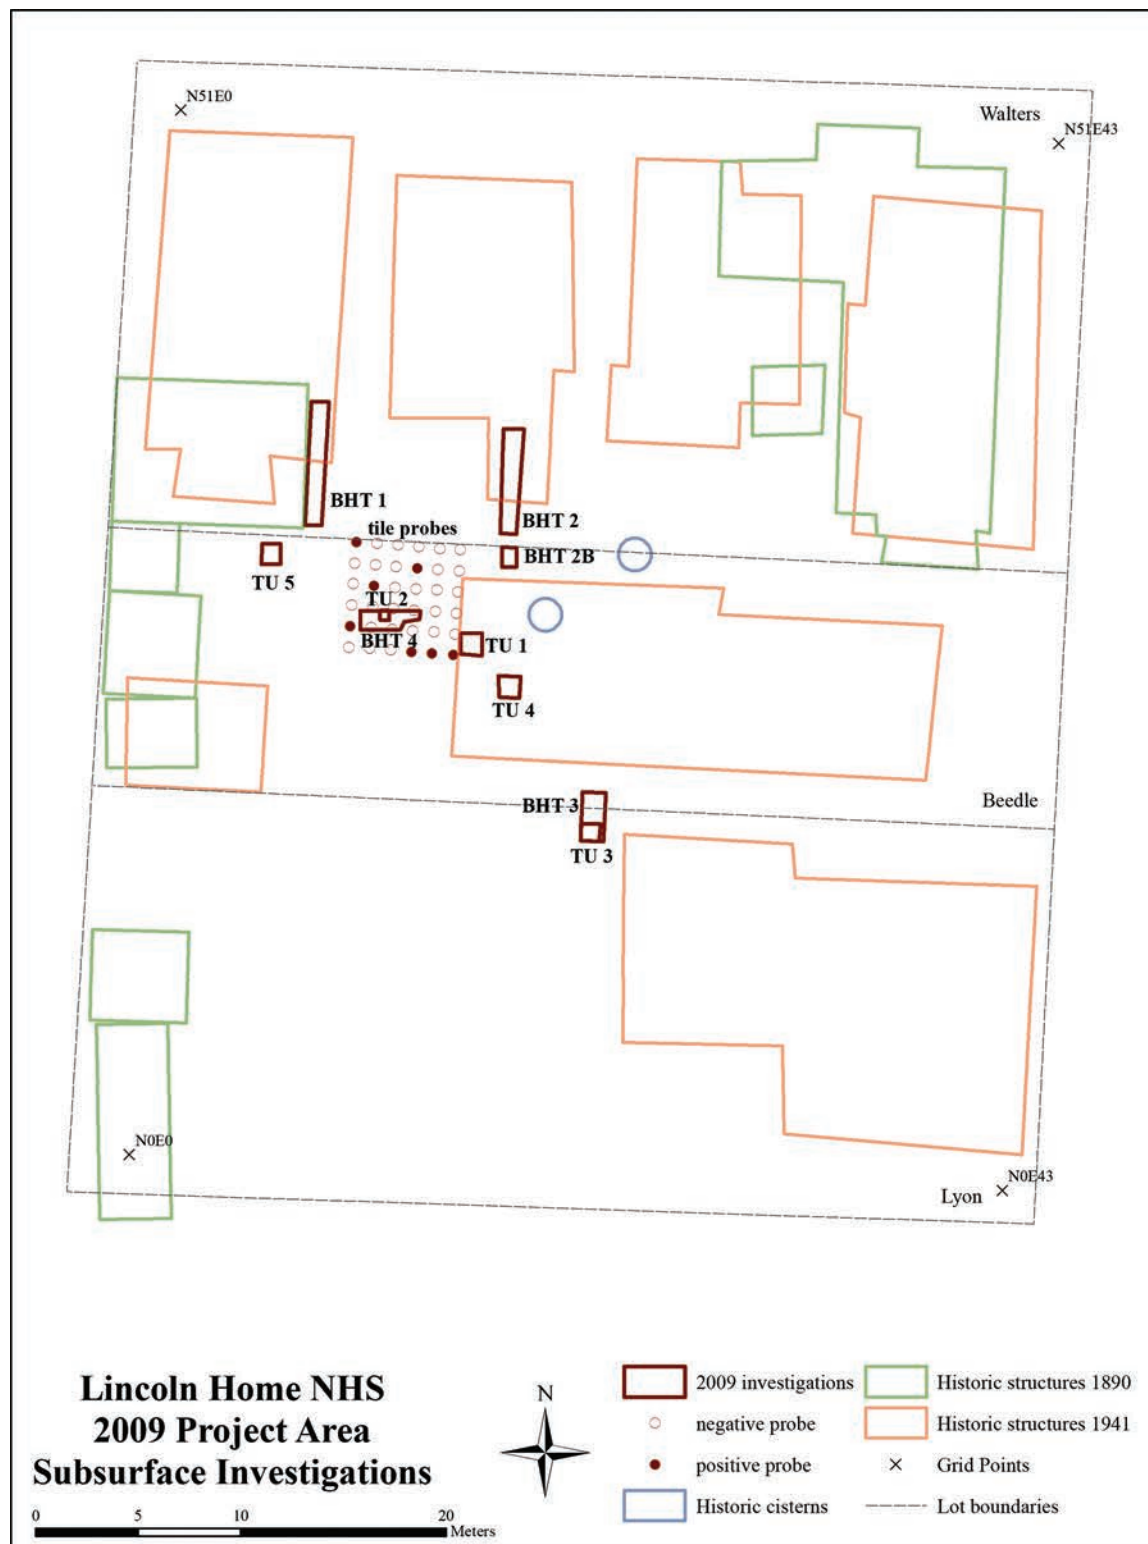 N51E0
Walters
N51E43
BHT 1
BHT 2
tile probes
BHT 2B
TU 5
TU 2
BHT 4
TU 1
TU 4
BHT 3
Beedle
TU 3
N0E0
N0E43
Lyon
Lincoln Home NHS
2009 Project Area
Subsurface Investigations
0 5 10 20
Meters
N
2009 investigations
negative probe
positive probe
Historic cisterns
Historic structures 1890
Historic structures 1941
Grid Points
Lot boundaries